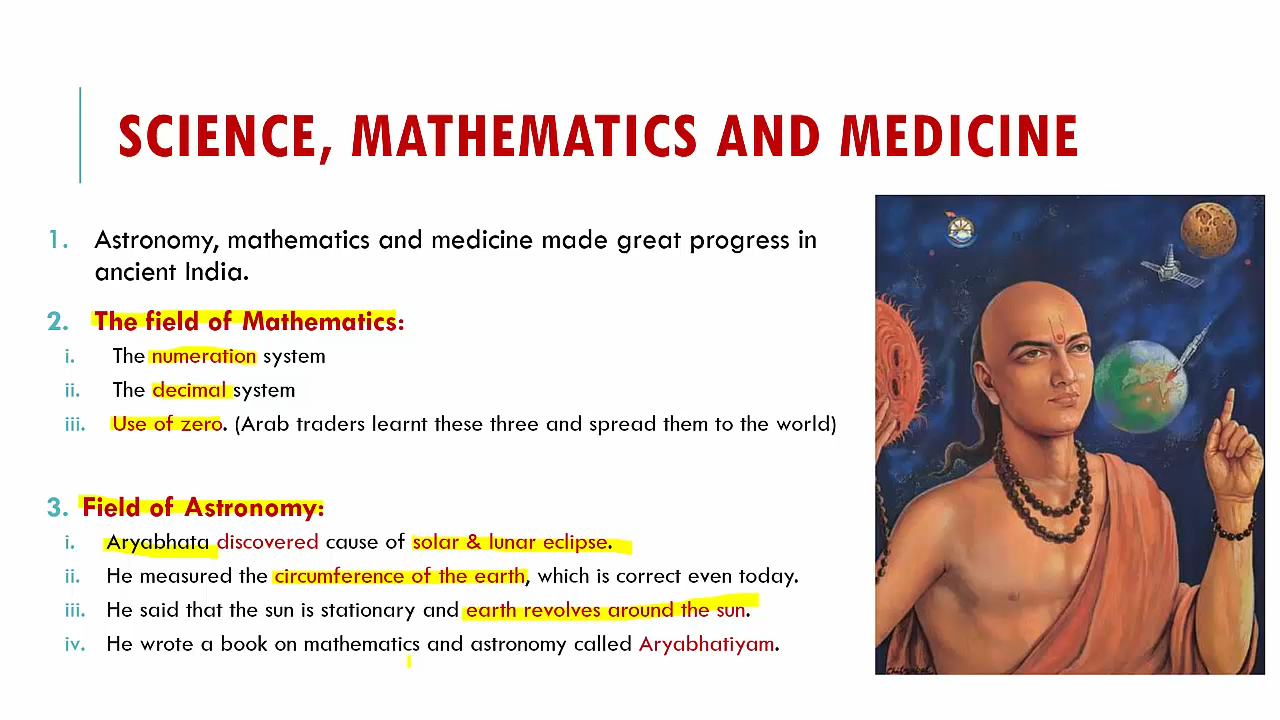 SCIENCE, MATHEMATICS AND MEDICINE
1. Astronomy, mathematics and medicine made great progress in
ancient India.
2. The field of Mathematics:
i. The numeration system
ii. The decimal system
iii. Use of zero. (Arab traders learnt these three and spread them to the world)
3. Field of Astronomy:
i. Aryabhata discovered cause of solar & lunar eclipse.
ii. He measured the circumference of the earth, which is correct even today.
iii. He said that the sun is stationary and earth revolves around the sun.
iv. He wrote a book on mathematics and astronomy called Aryabhatiyam.